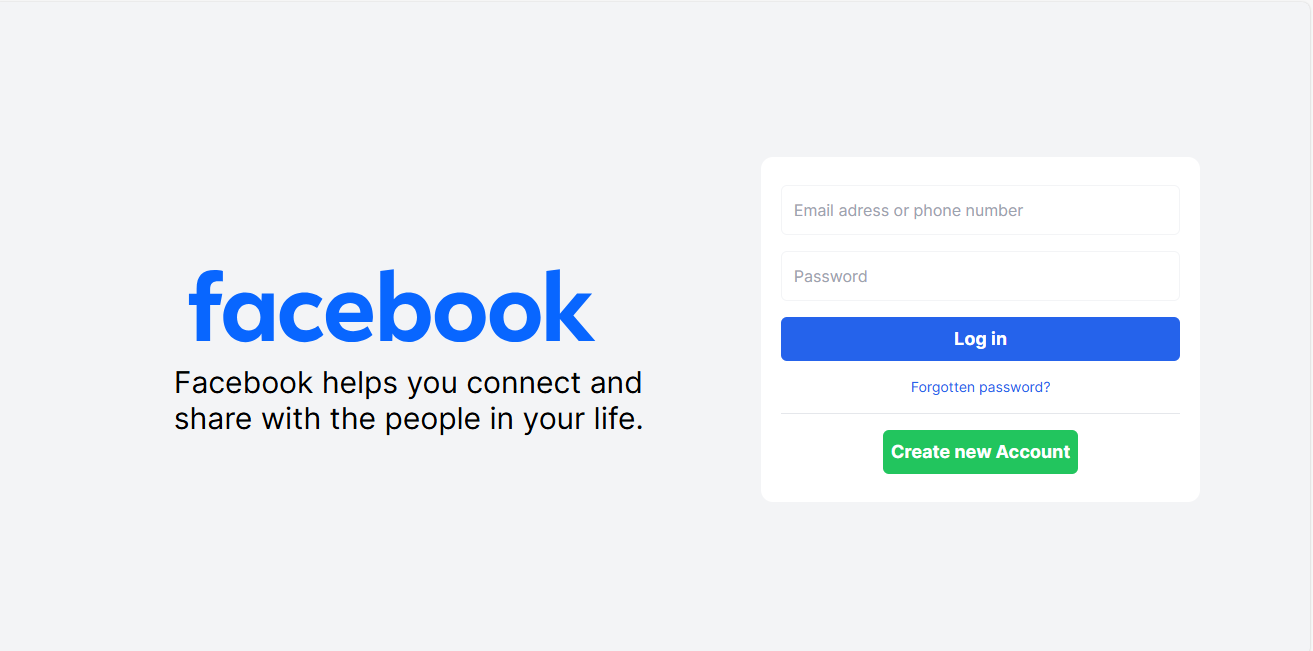 facebook
Facebook helps you connect and
share with the people in your life.
Email adress or phone number
Password
Log in
Forgotten password?
Create new Account